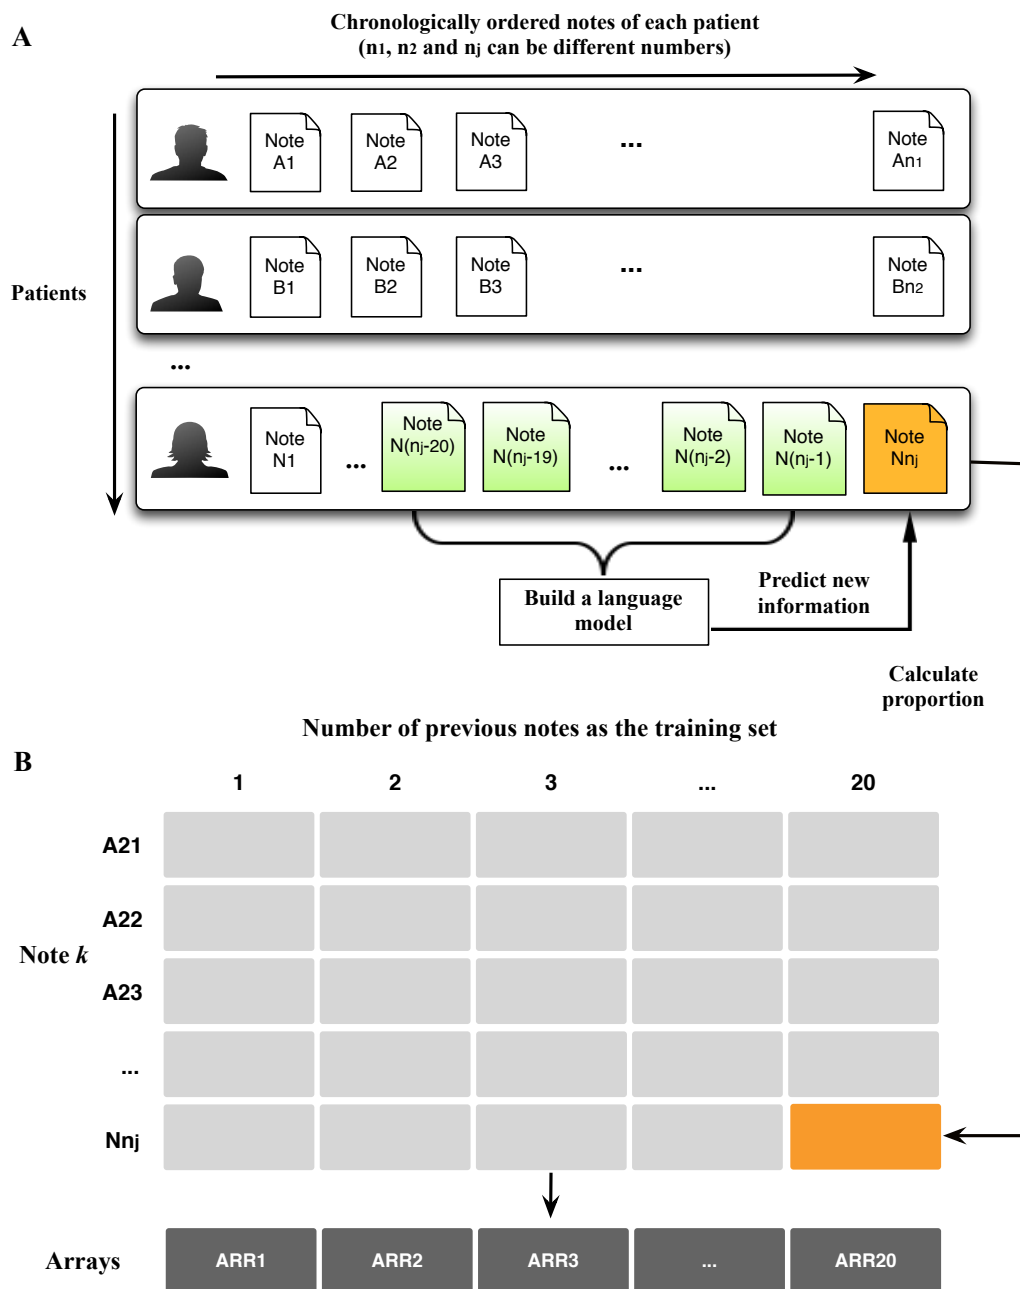 A
Chronologically ordered notes of each patient
(n1, n2 and nj can be different numbers)
Patients
Note
A1
Note
A2
Note
A3
...
Note
An1
Note
B1
Note
B2
Note
B3
...
Note
Bn2
...
Note
N1
...
Note
N(nj-20)
Note
N(nj-19)
...
Note
N(nj-2)
Note
N(nj-1)
Note
Nnj
Build a language
model
Predict new
information
Calculate
proportion
Number of previous notes as the training set
B
1 2 3 ... 20
A21
A22
Note k
A23
...
Nnj
Arrays ARR1 ARR2 ARR3 ... ARR20